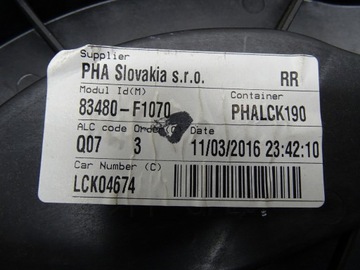 Supplier
PHA Slovakia s.r.o. RR
Modul Id(M) Container
83480-F1070 PHALCK190
ALC code Order(C) Date
Q07 3 11/03/2016 23:42:10
Car Number (C)
LCK04674